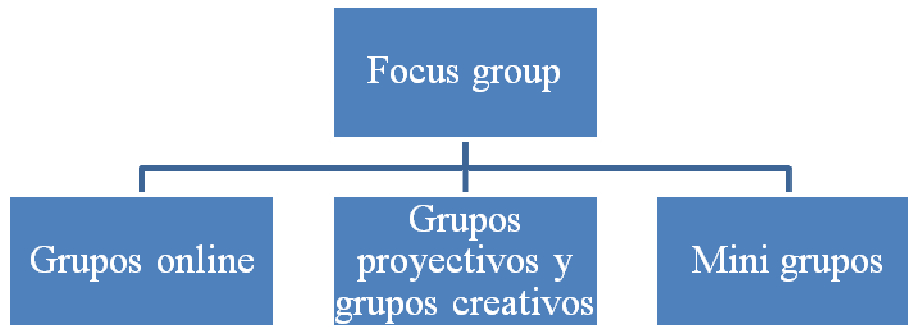 Focus group
Grupos online
Grupos
proyectivos y
grupos creativos
Mini grupos